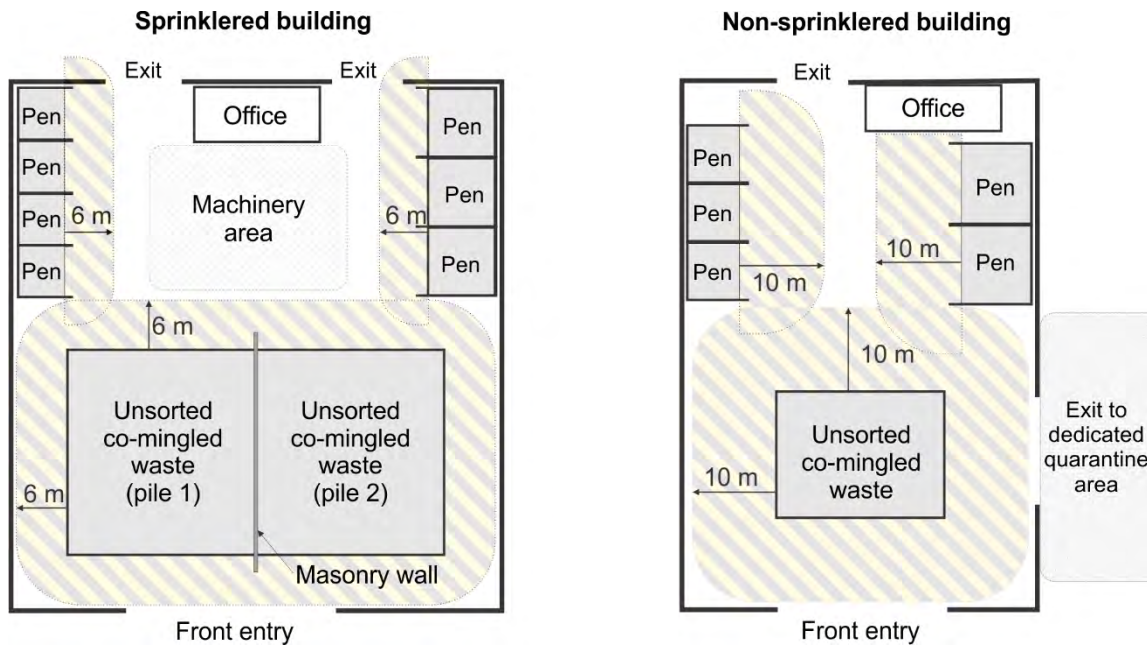 Sprinklered building
Exit
Exit
Pen
Office
Pen
Pen
Machinery
area
Pen
6 m
6 m
Pen
Pen
Pen
6 m
Unsorted
co-mingled
waste
(pile 1)
Unsorted
co-mingled
waste
(pile 2)
6 m
Masonry wall
Front entry
Non-sprinklered building
Exit
Office
Pen
Pen
Pen
10 m
Pen
10 m
Pen
10 m
Unsorted
co-mingled
waste
10 m
Exit to
dedicated
quarantine
area
Front entry